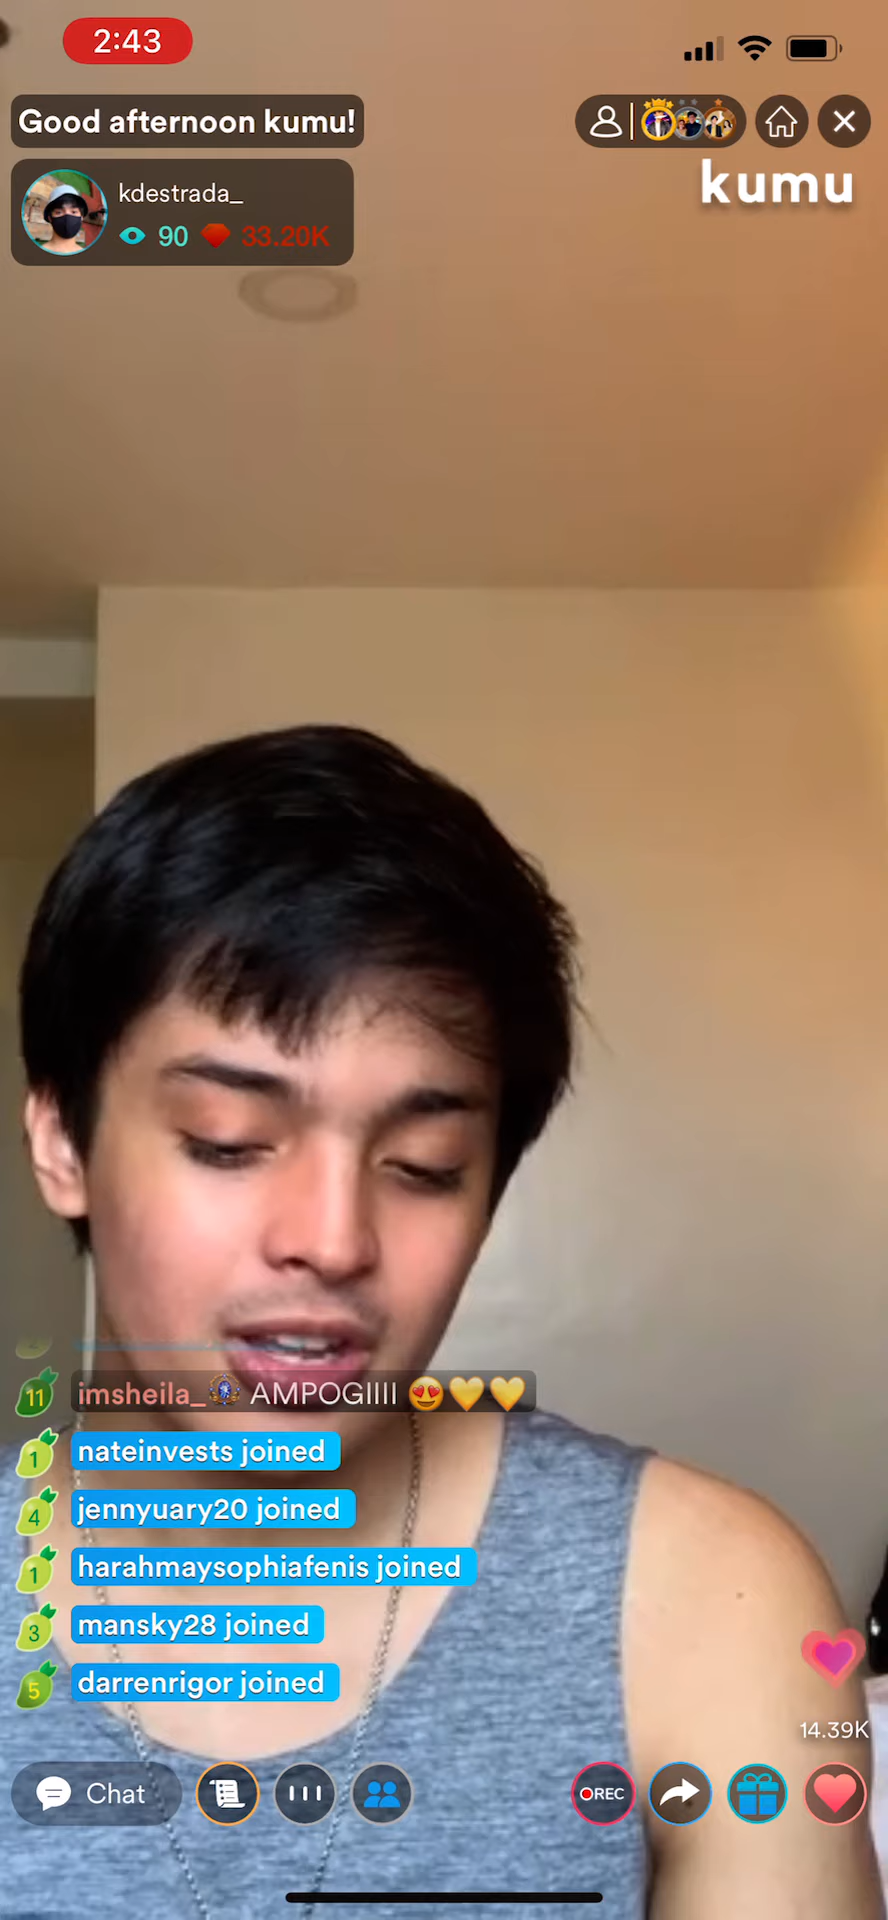 2:43
Good afternoon kumu!
kdestrada_
90 33.20K
kumu
11 imsheila_ AMPOGIIII 😍💛💛
1 nateinvests joined
4 jennyuary20 joined
1 harahmaysophiafenis joined
3 mansky28 joined
5 darrenrigor joined
14.39K
Chat
REC